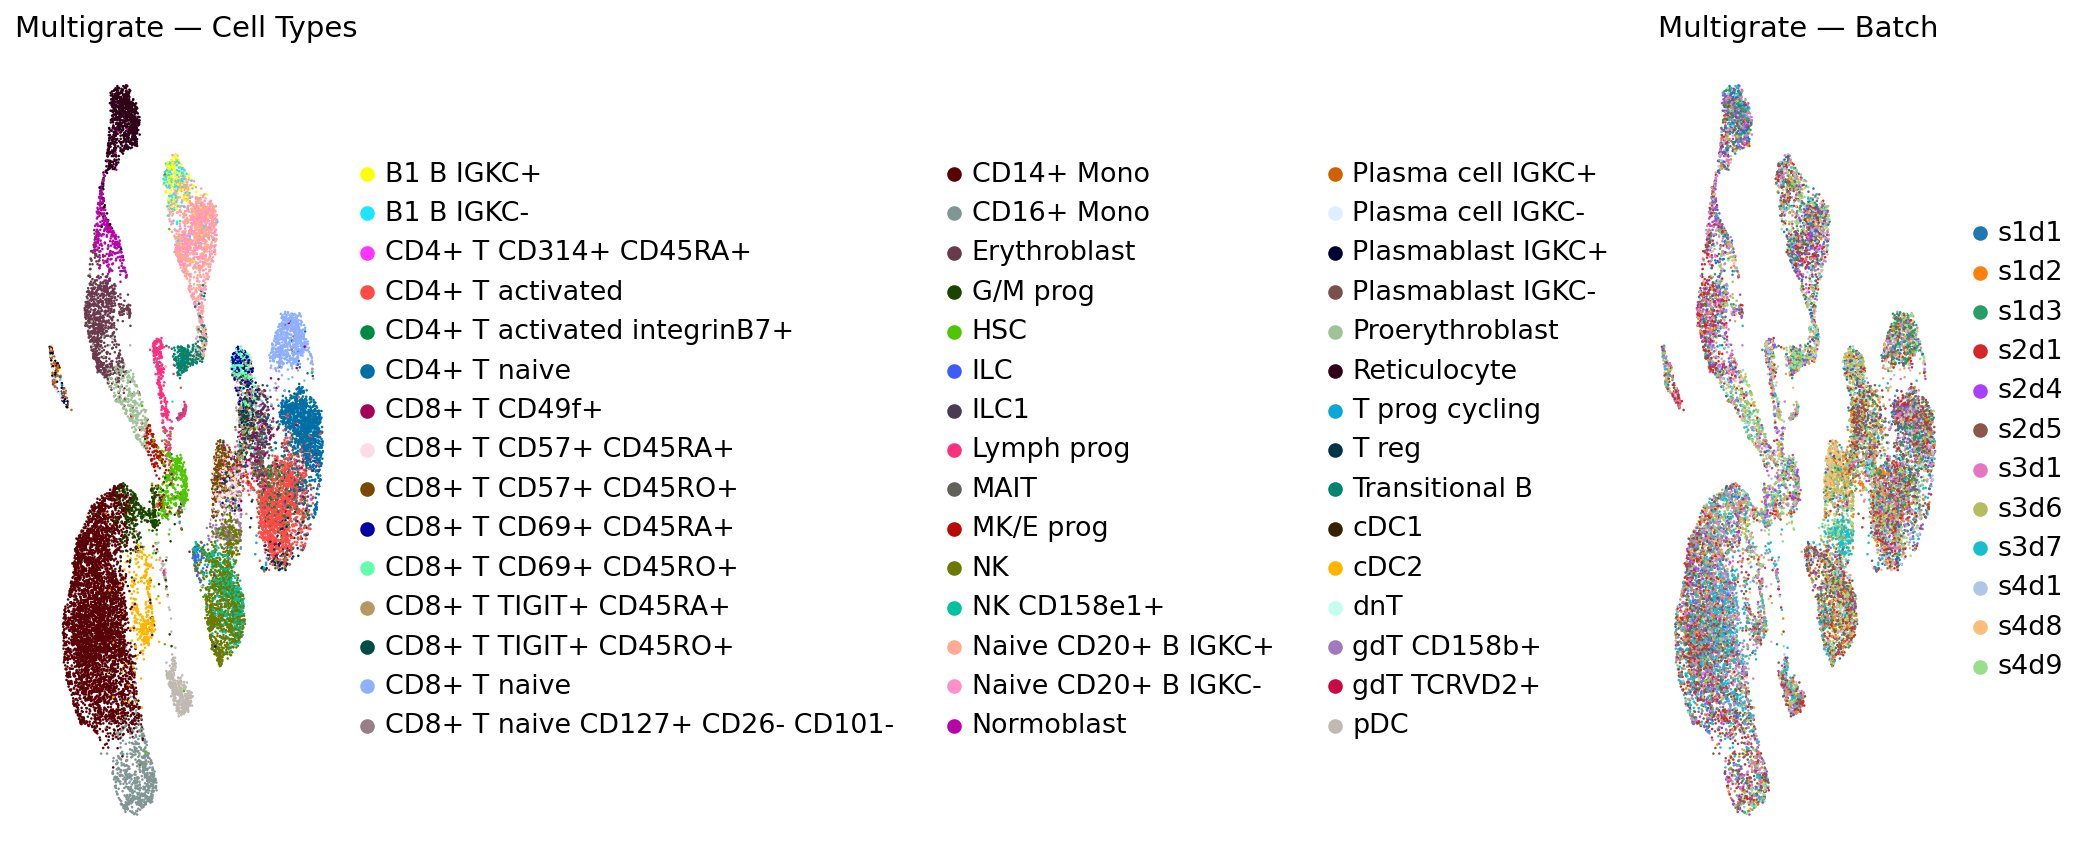 Multigrate — Cell Types
B1 B IGKC+
B1 B IGKC-
CD4+ T CD314+ CD45RA+
CD4+ T activated
CD4+ T activated integrinB7+
CD4+ T naive
CD8+ T CD49f+
CD8+ T CD57+ CD45RA+
CD8+ T CD57+ CD45RO+
CD8+ T CD69+ CD45RA+
CD8+ T CD69+ CD45RO+
CD8+ T TIGIT+ CD45RA+
CD8+ T TIGIT+ CD45RO+
CD8+ T naive
CD8+ T naive CD127+ CD26- CD101-
CD14+ Mono
CD16+ Mono
Erythroblast
G/M prog
HSC
ILC
ILC1
Lymph prog
MAIT
MK/E prog
NK
NK CD158e1+
Naive CD20+ B IGKC+
Naive CD20+ B IGKC-
Normoblast
Plasma cell IGKC+
Plasma cell IGKC-
Plasmablast IGKC+
Plasmablast IGKC-
Proerythroblast
Reticulocyte
T prog cycling
T reg
Transitional B
cDC1
cDC2
dnT
gdT CD158b+
gdT TCRVD2+
pDC
Multigrate — Batch
s1d1
s1d2
s1d3
s2d1
s2d4
s2d5
s3d1
s3d6
s3d7
s4d1
s4d8
s4d9